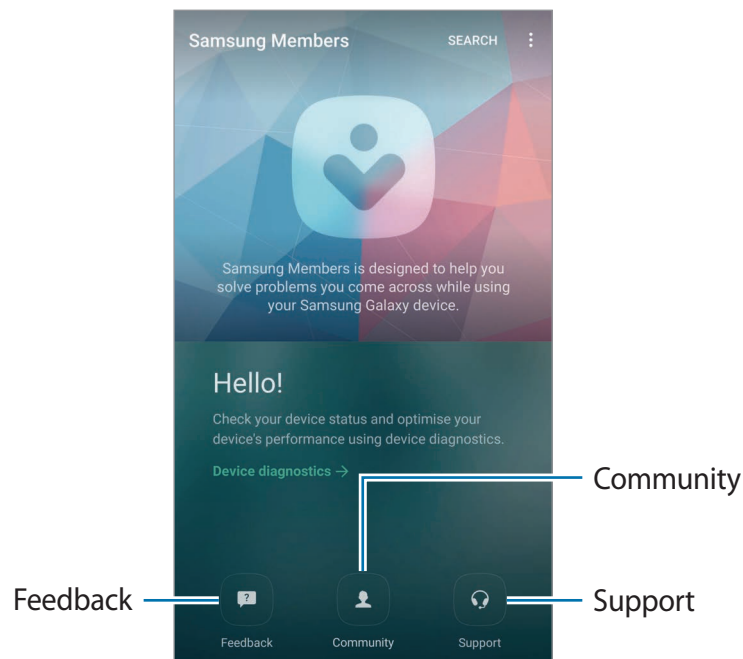 Samsung Members SEARCH
Samsung Members is designed to help you
solve problems you come across while using
your Samsung Galaxy device.
Hello!
Check your device status and optimise your
device's performance using device diagnostics.
Device diagnostics →
Community
Feedback
Support
?
Feedback Community Support